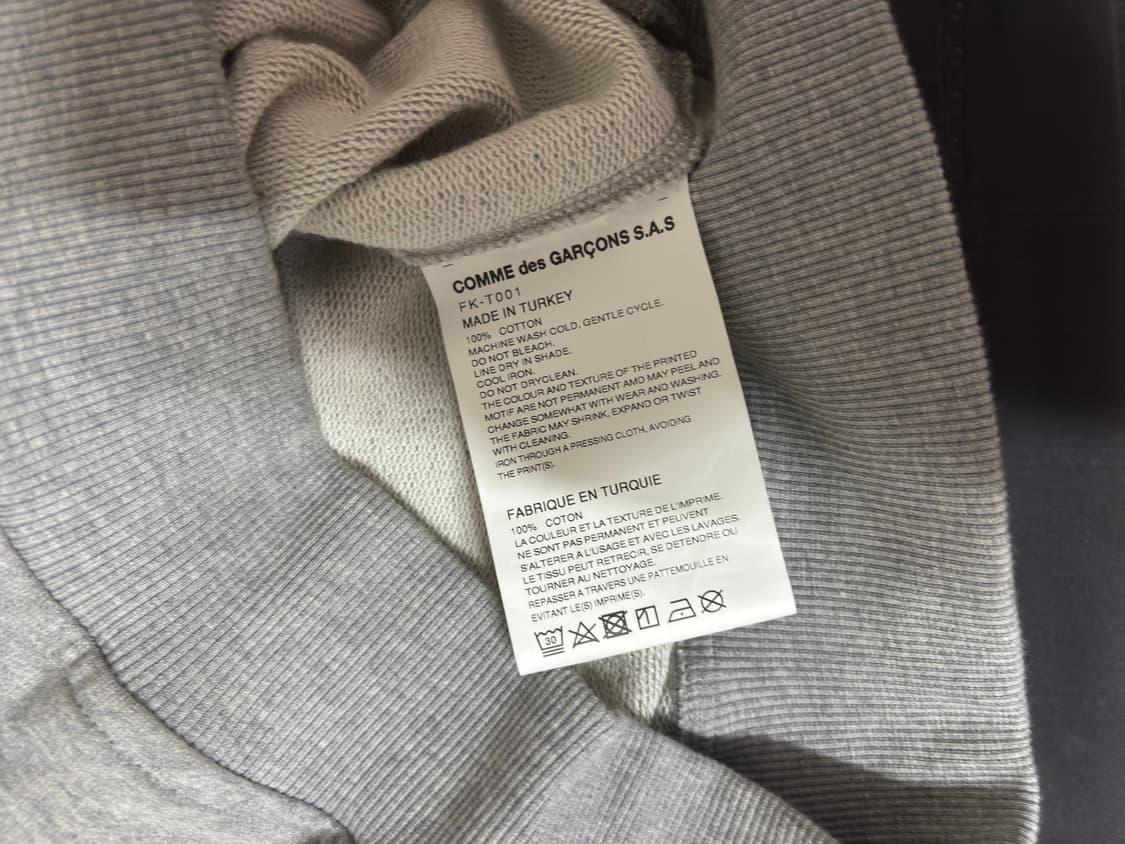 COMME des GARÇONS S.A.S
FK-T001
MADE IN TURKEY
100% COTTON
MACHINE WASH COLD, GENTLE CYCLE.
DO NOT BLEACH.
LINE DRY IN SHADE.
COOL IRON.
DO NOT DRYCLEAN.
THE COLOUR AND TEXTURE OF THE PRINTED
MOTIF ARE NOT PERMANENT AMD MAY PEEL AND
CHANGE SOMEWHAT WITH WEAR AND WASHING.
THE FABRIC MAY SHRINK, EXPAND OR TWIST
WITH CLEANING.
IRON THROUGH A PRESSING CLOTH, AVOIDING
THE PRINT(S).
FABRIQUE EN TURQUIE
100% COTON
LA COULEUR ET LA TEXTURE DE L'IMPRIME.
NE SONT PAS PERMANENT ET PEUVENT
S'ALTERER A L'USAGE ET AVEC LES LAVAGES.
LE TISSU PEUT RETRECIR, SE DETENDRE OU
TOURNER AU NETTOYAGE.
REPASSER A TRAVERS UNE PATTEMOUILLE EN
EVITANT LE(S) IMPRIME(S).
30